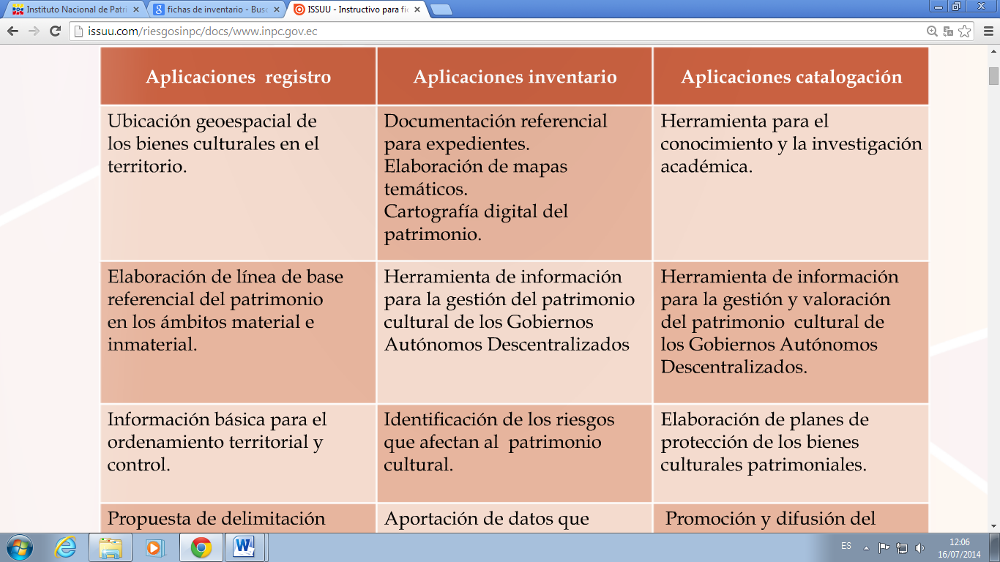 Instituto Nacional de Patri
fichas de inventario - Busc
ISSUU - Instructivo para fic
issuu.com/riesgosinpc/docs/www.inpc.gov.ec
Aplicaciones registro
Aplicaciones inventario
Aplicaciones catalogación
Ubicación geoespacial de
los bienes culturales en el
territorio.
Documentación referencial
para expedientes.
Elaboración de mapas
temáticos.
Cartografía digital del
patrimonio.
Herramienta para el
conocimiento y la investigación
académica.
Elaboración de línea de base
referencial del patrimonio
en los ámbitos material e
inmaterial.
Herramienta de información
para la gestión del patrimonio
cultural de los Gobiernos
Autónomos Descentralizados
Herramienta de información
para la gestión y valoración
del patrimonio cultural de
los Gobiernos Autónomos
Descentralizados.
Información básica para el
ordenamiento territorial y
control.
Identificación de los riesgos
que afectan al patrimonio
cultural.
Elaboración de planes de
protección de los bienes
culturales patrimoniales.
Propuesta de delimitación
Aportación de datos que
Promoción y difusión del
ES
12:06
16/07/2014